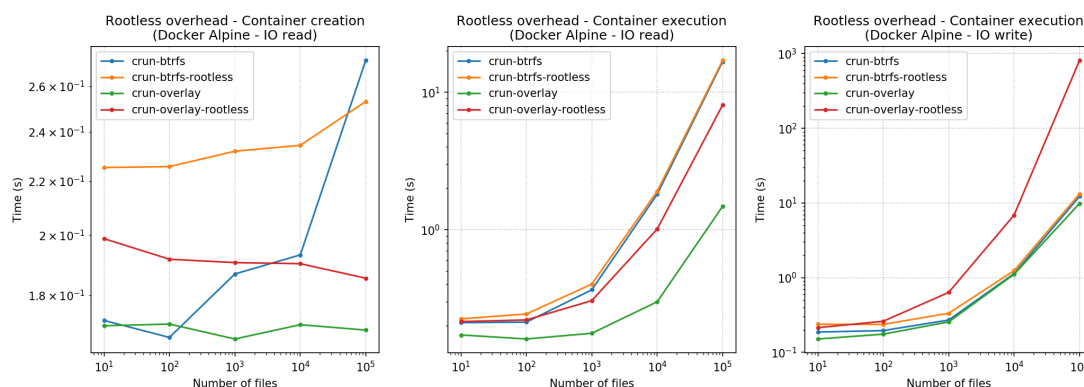 Rootless overhead - Container creation
(Docker Alpine - IO read)
crun-btrfs
crun-btrfs-rootless
crun-overlay
crun-overlay-rootless
2.6 × 10⁻¹
2.4 × 10⁻¹
2.2 × 10⁻¹
2 × 10⁻¹
1.8 × 10⁻¹
Time (s)
10¹ 10² 10³ 10⁴ 10⁵
Number of files
Rootless overhead - Container execution
(Docker Alpine - IO read)
crun-btrfs
crun-btrfs-rootless
crun-overlay
crun-overlay-rootless
10¹
10⁰
Time (s)
10¹ 10² 10³ 10⁴ 10⁵
Number of files
Rootless overhead - Container execution
(Docker Alpine - IO write)
crun-btrfs
crun-btrfs-rootless
crun-overlay
crun-overlay-rootless
10³
10²
10¹
10⁰
10⁻¹
Time (s)
10¹ 10² 10³ 10⁴ 10
Number of files